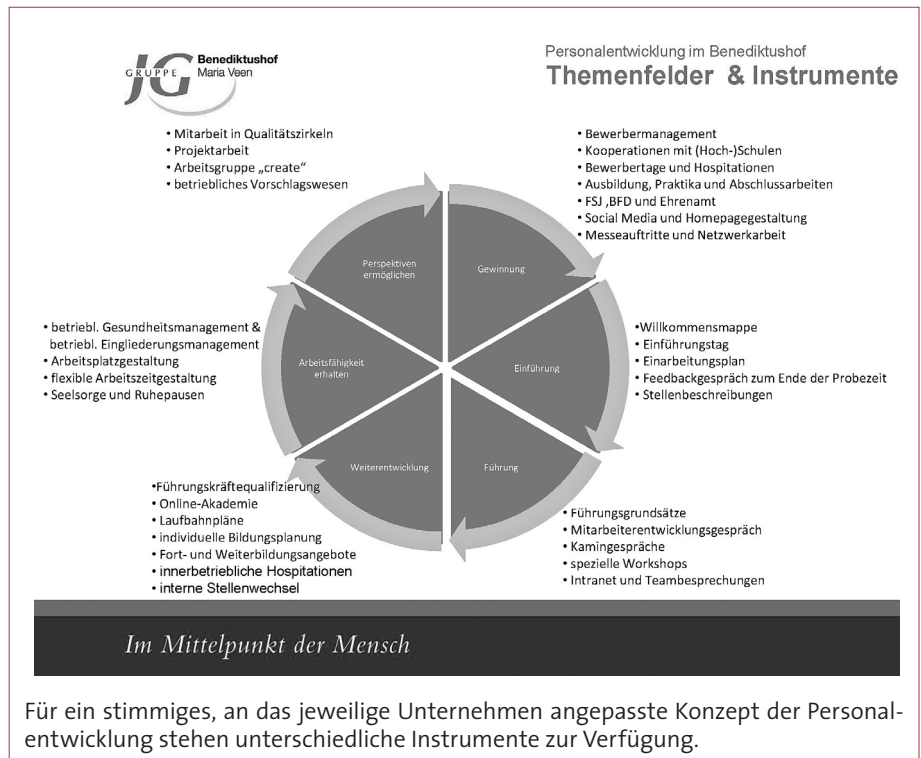 JG
GRUPPE
Benediktushof
Maria Veen
Personalentwicklung im Benediktushof
Themenfelder & Instrumente
• Mitarbeit in Qualitätszirkeln
• Projektarbeit
• Arbeitsgruppe „create“
• betriebliches Vorschlagswesen
• Bewerbermanagement
• Kooperationen mit (Hoch-)Schulen
• Bewerbertage und Hospitationen
• Ausbildung, Praktika und Abschlussarbeiten
• FSJ ,BFD und Ehrenamt
• Social Media und Homepagegestaltung
• Messeauftritte und Netzwerkarbeit
Perspektiven
ermöglichen
Gewinnung
• betriebl. Gesundheitsmanagement &
betriebl. Eingliederungsmanagement
• Arbeitsplatzgestaltung
• flexible Arbeitszeitgestaltung
• Seelsorge und Ruhepausen
Arbeitsfähigkeit
erhalten
Einführung
•Willkommensmappe
• Einführungstag
• Einarbeitungsplan
• Feedbackgespräch zum Ende der Probezeit
• Stellenbeschreibungen
Weiterentwicklung
Führung
•Führungskräftequalifizierung
• Online-Akademie
• Laufbahnpläne
• individuelle Bildungsplanung
• Fort- und Weiterbildungsangebote
• innerbetriebliche Hospitationen
• interne Stellenwechsel
• Führungsgrundsätze
• Mitarbeiterentwicklungsgespräch
• Kamingespräche
• spezielle Workshops
• Intranet und Teambesprechungen
Im Mittelpunkt der Mensch
Für ein stimmiges, an das jeweilige Unternehmen angepasste Konzept der Personal-
entwicklung stehen unterschiedliche Instrumente zur Verfügung.